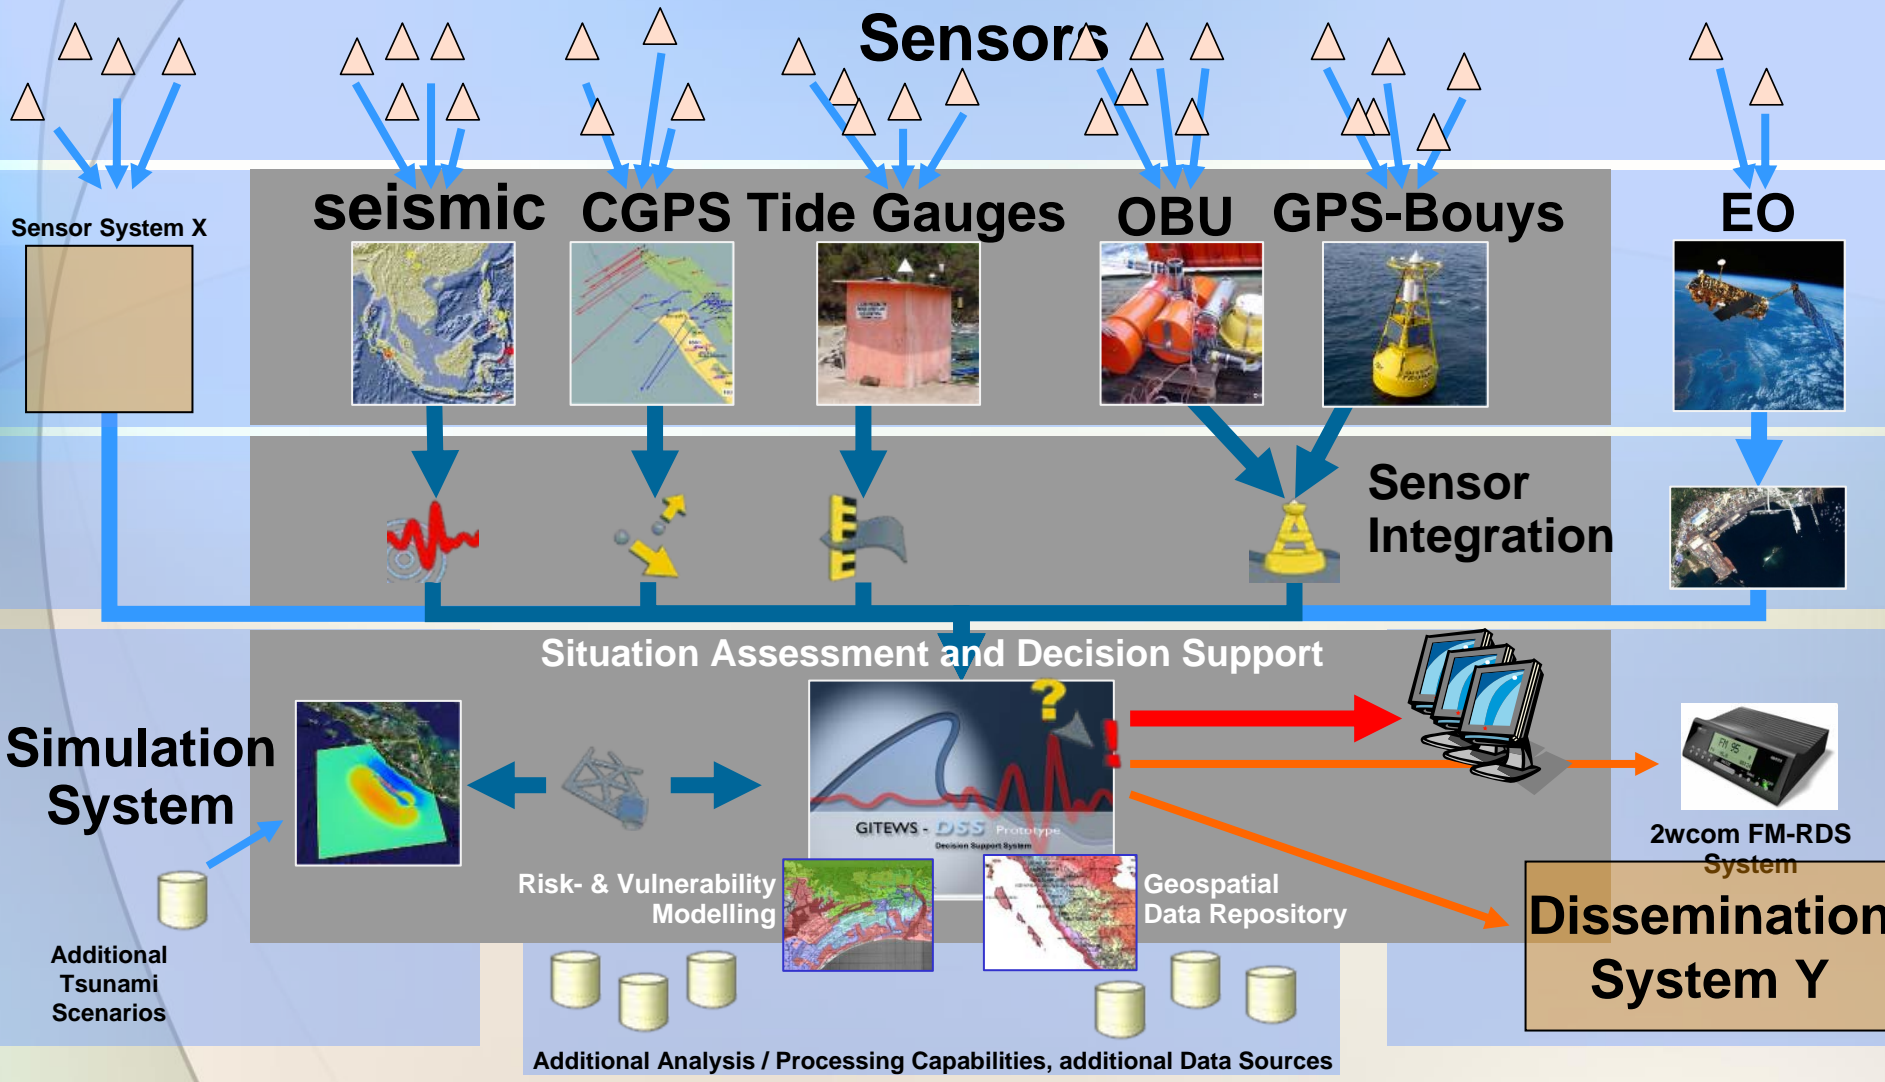 Sensors
seismic
CGPS
Tide Gauges
OBU
GPS-Bouys
EO
Sensor System X
Sensor
Integration
Situation Assessment and Decision Support
Simulation
System
?
!
GITEWS - DSS Prototype
Decision Support System
FM 95
2wcom FM-RDS
System
Risk- & Vulnerability
Modelling
Geospatial
Data Repository
Dissemination
System Y
Additional
Tsunami
Scenarios
Additional Analysis / Processing Capabilities, additional Data Sources